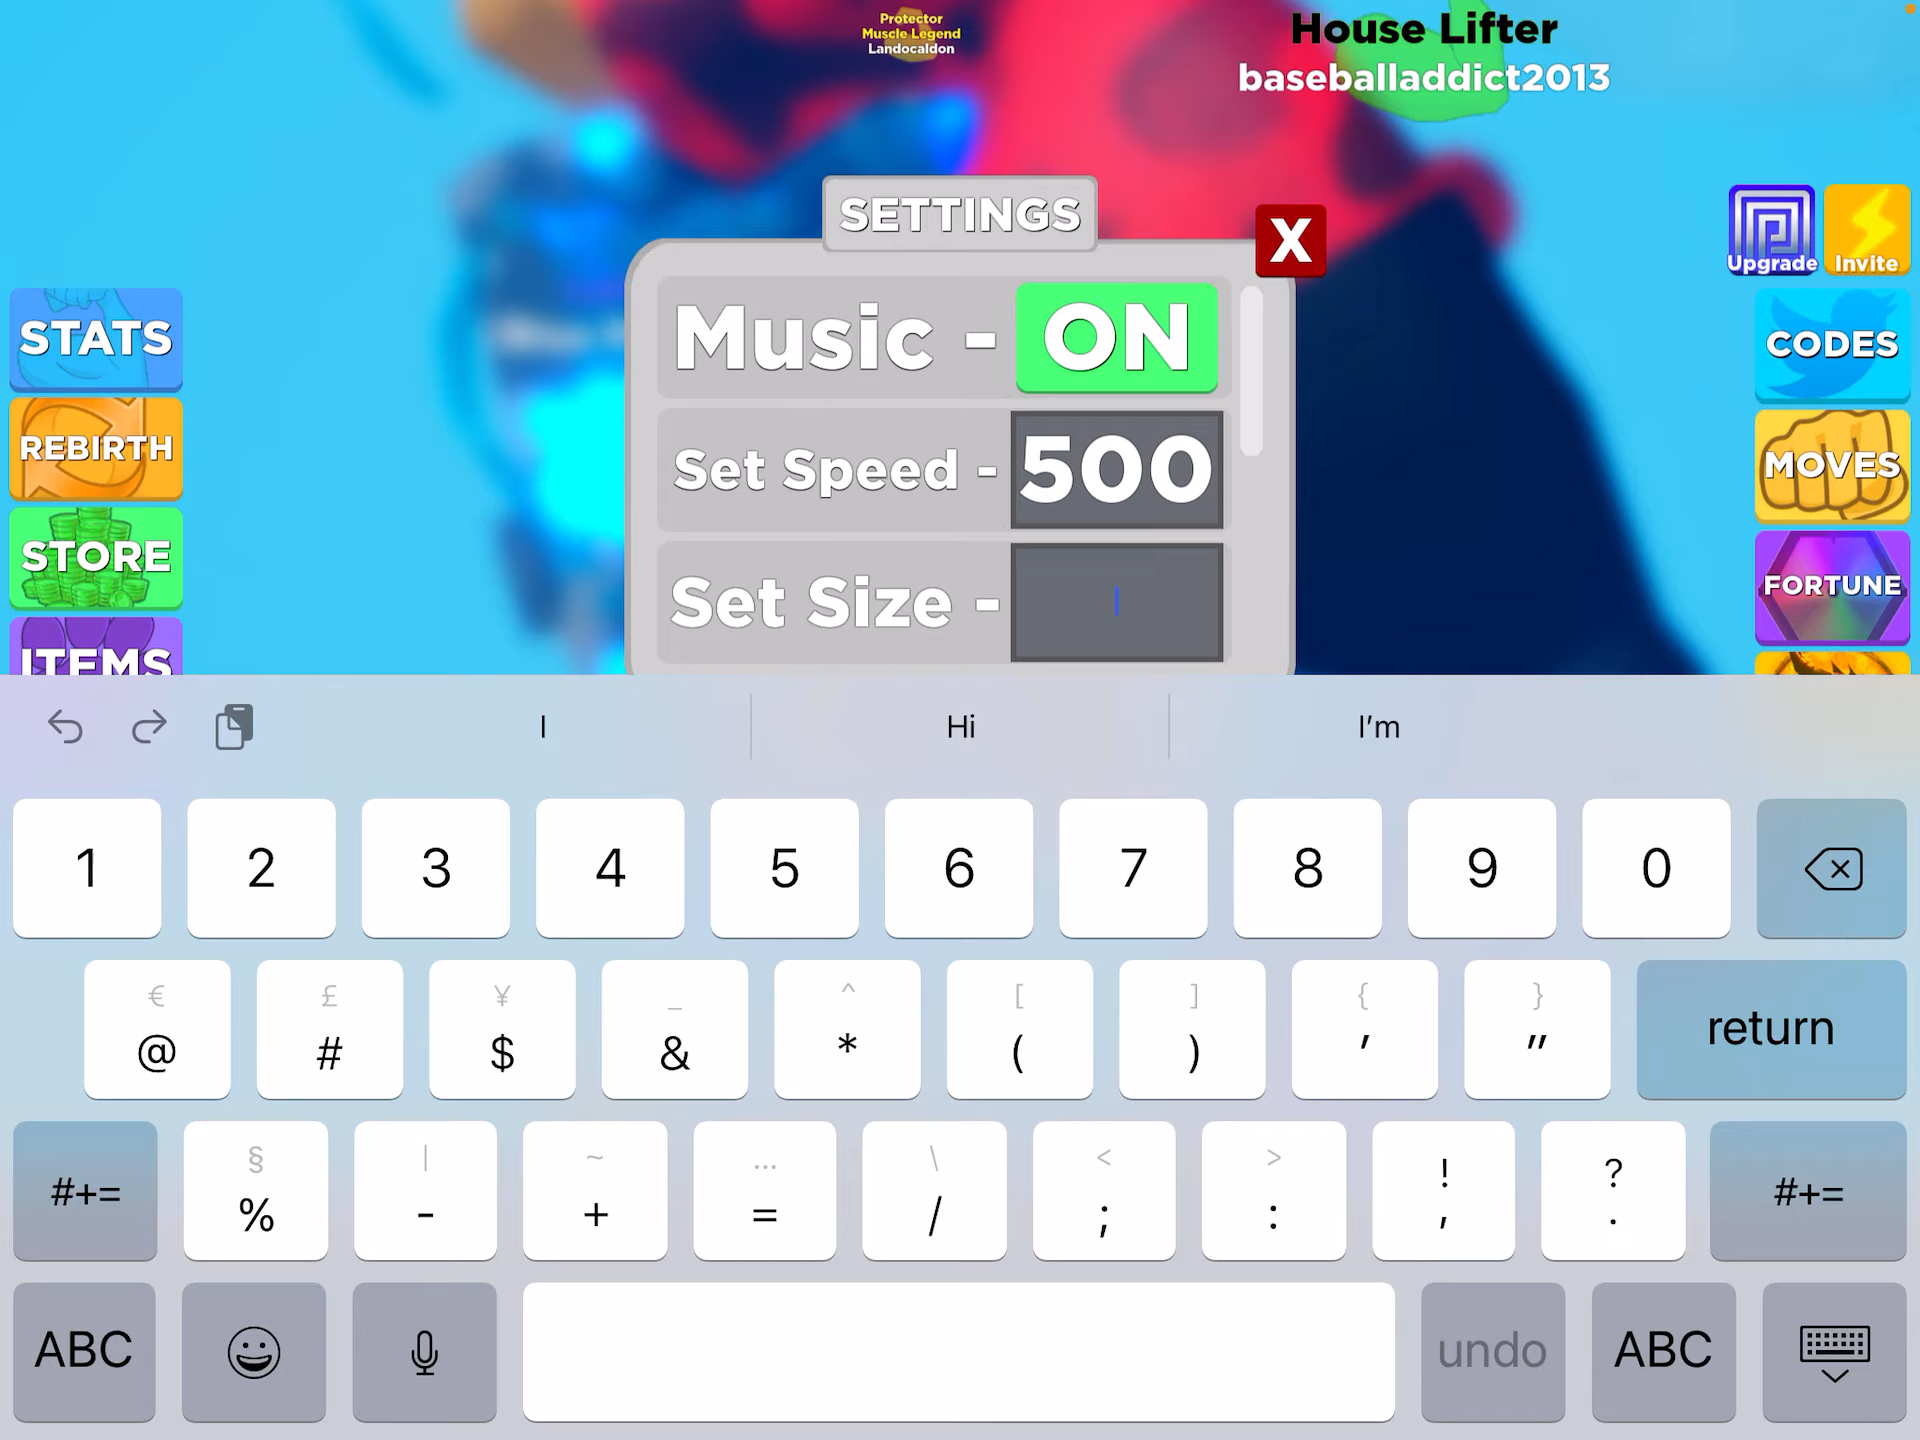 Protector
Muscle Legend
Landocaldon
House Lifter
baseballaddict2013
SETTINGS
X
Music - ON
Set Speed - 500
Set Size -
STATS
REBIRTH
STORE
ITEMS
Upgrade
Invite
CODES
MOVES
FORTUNE
I
Hi
I'm
1 2 3 4 5 6 7 8 9 0
€ £ ¥ _ ^ [ ] { }
@ # $ & * ( ) ' " return
§ | ~ … \ < > ! ?
#+= % - + = / ; : , . #+=
ABC undo ABC